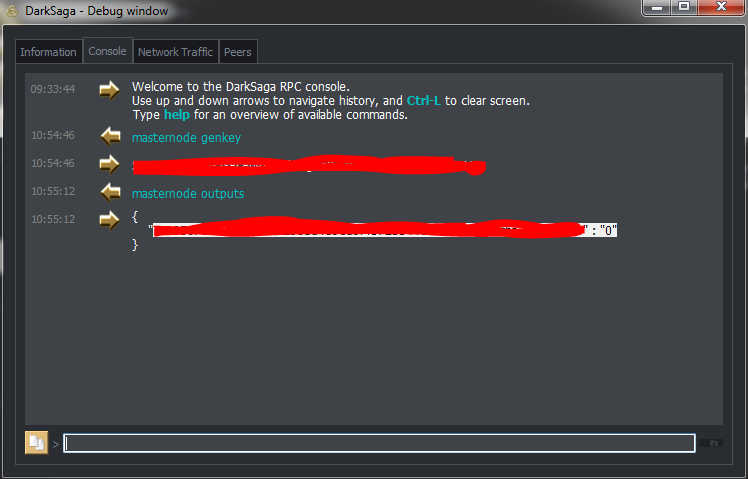 DarkSaga - Debug window
Information Console Network Traffic Peers
09:33:44 Welcome to the DarkSaga RPC console.
Use up and down arrows to navigate history, and Ctrl-L to clear screen.
Type help for an overview of available commands.
10:54:46 masternode genkey
10:54:46
10:55:12 masternode outputs
10:55:12 {
"" : "0"
}
>